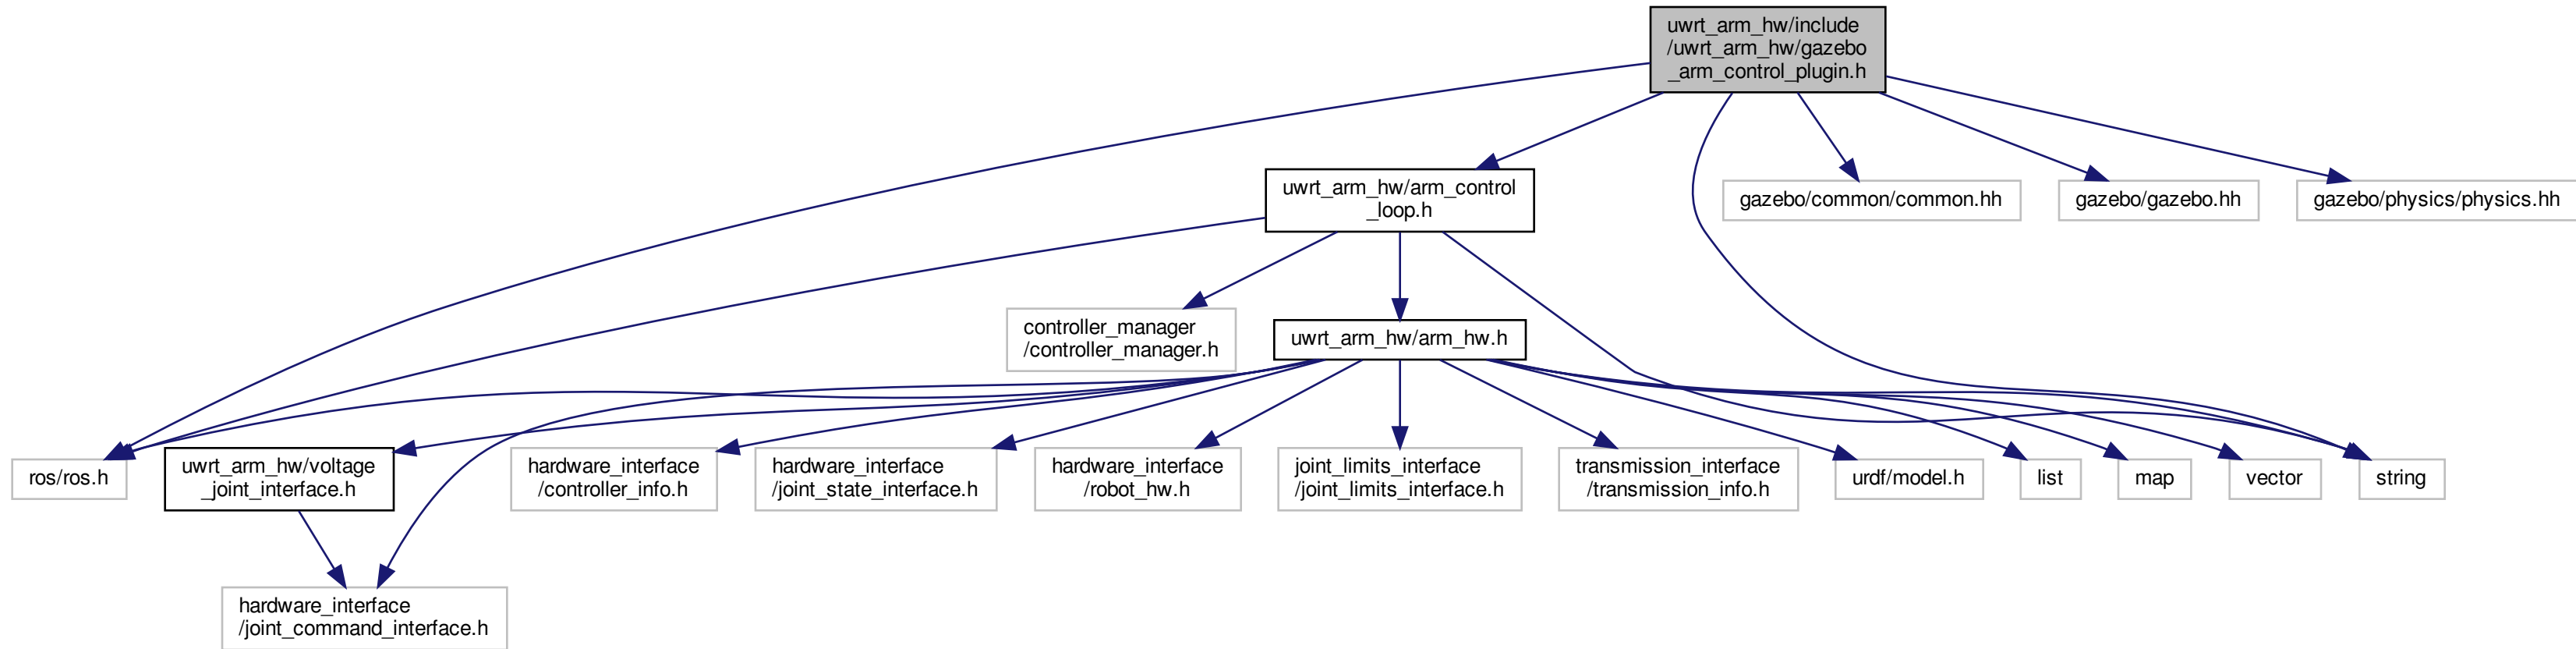 uwrt_arm_hw/include
/uwrt_arm_hw/gazebo
_arm_control_plugin.h
uwrt_arm_hw/arm_control
_loop.h
gazebo/common/common.hh
gazebo/gazebo.hh
gazebo/physics/physics.hh
controller_manager
/controller_manager.h
uwrt_arm_hw/arm_hw.h
ros/ros.h
uwrt_arm_hw/voltage
_joint_interface.h
hardware_interface
/controller_info.h
hardware_interface
/joint_state_interface.h
hardware_interface
/robot_hw.h
joint_limits_interface
/joint_limits_interface.h
transmission_interface
/transmission_info.h
urdf/model.h
list
map
vector
string
hardware_interface
/joint_command_interface.h